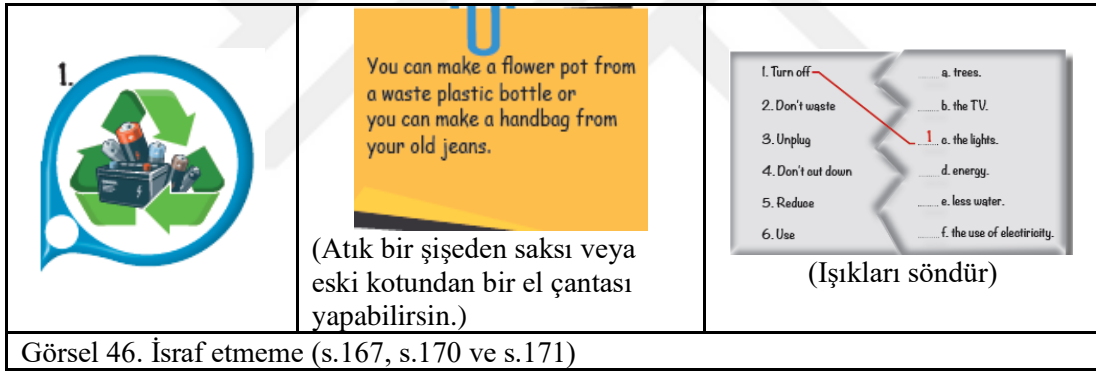 1.
You can make a flower pot from
a waste plastic bottle or
you can make a handbag from
your old jeans.
(Atık bir şişeden saksı veya
eski kotundan bir el çantası
yapabilirsin.)
1. Turn off
2. Don't waste
3. Unplug
4. Don't cut down
5. Reduce
6. Use
........ a. trees.
........ b. the TV.
...1... c. the lights.
........ d. energy.
........ e. less water.
........ f. the use of electiricity.
(Işıkları söndür)
Görsel 46. İsraf etmeme (s.167, s.170 ve s.171)